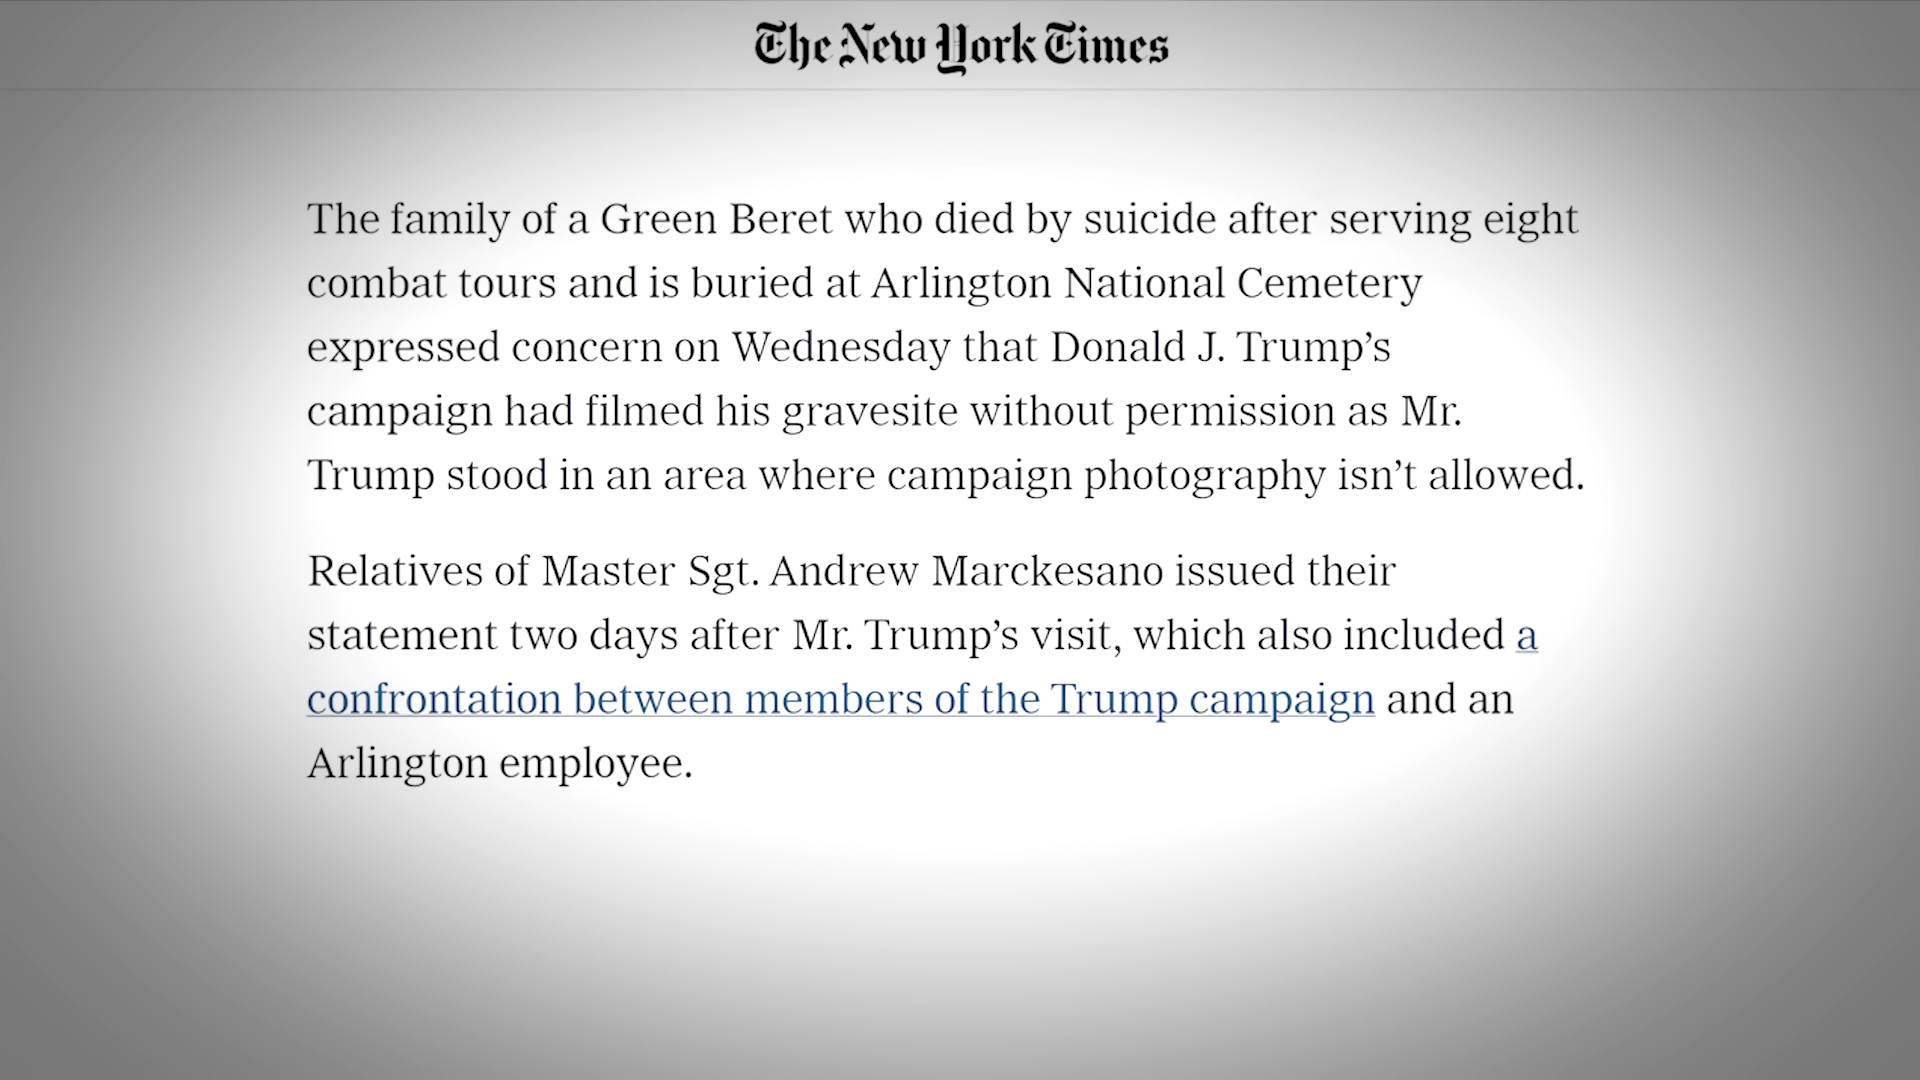 The New York Times
The family of a Green Beret who died by suicide after serving eight
combat tours and is buried at Arlington National Cemetery
expressed concern on Wednesday that Donald J. Trump’s
campaign had filmed his gravesite without permission as Mr.
Trump stood in an area where campaign photography isn’t allowed.
Relatives of Master Sgt. Andrew Marckesano issued their
statement two days after Mr. Trump’s visit, which also included a
confrontation between members of the Trump campaign and an
Arlington employee.